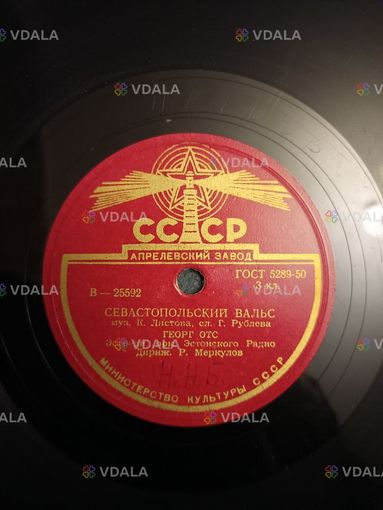 СССР
АПРЕЛЕВСКИЙ ЗАВОД
ГОСТ 5289-50
В — 25592
3 кл.
СЕВАСТОПОЛЬСКИЙ ВАЛЬС
муз. К. Листова, сл. Г. Рублева
ГЕОРГ ОТС
Эстонского Радио
Дириж. Р. Меркулов
МИНИСТЕРСТВО КУЛЬТУРЫ СССР
VDALA